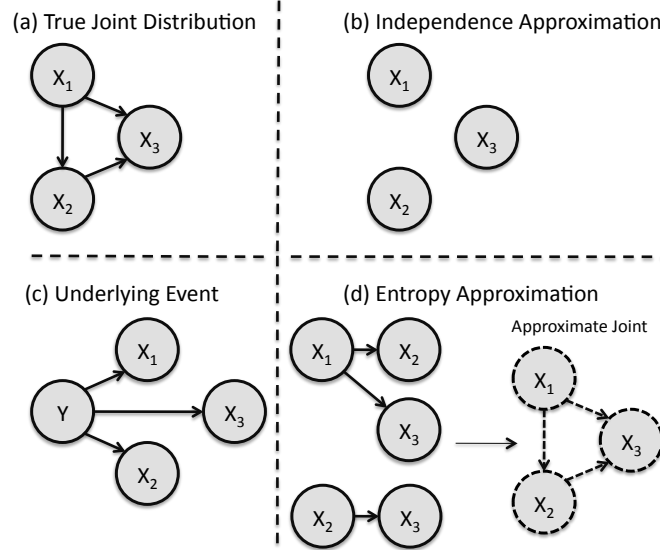 (a) True Joint Distribution
X1
X3
X2
(b) Independence Approximation
X1
X3
X2
(c) Underlying Event
X1
Y
X3
X2
(d) Entropy Approximation
Approximate Joint
X1
X2
X3
X2
X3
X1
X3
X2